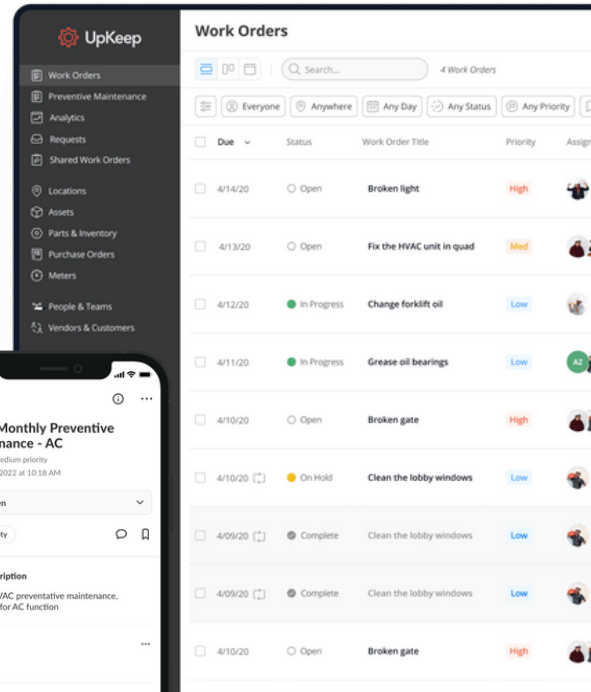 UpKeep
Work Orders
Preventive Maintenance
Analytics
Requests
Shared Work Orders
Locations
Assets
Parts & Inventory
Purchase Orders
Meters
People & Teams
Vendors & Customers
Work Orders
Search...
4 Work Orders
Everyone
Anywhere
Any Day
Any Status
Any Priority
Due Status Work Order Title Priority Assign
4/14/20 Open Broken light High
4/13/20 Open Fix the HVAC unit in quad Med
4/12/20 In Progress Change forklift oil Low
4/11/20 In Progress Grease oil bearings Low AZ
4/10/20 Open Broken gate High
4/10/20 On Hold Clean the lobby windows Low
4/09/20 Complete Clean the lobby windows Low
4/09/20 Complete Clean the lobby windows Low
4/10/20 Open Broken gate High
Monthly Preventive
nance - AC
edium priority
2022 at 10:18 AM
en
ty
ription
VAC preventative maintenance,
for AC function